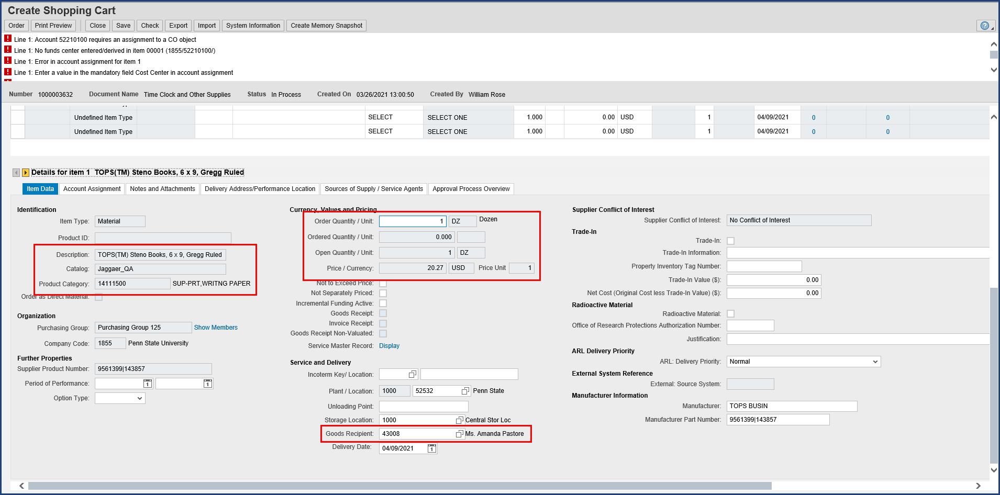 Create Shopping Cart
Order Print Preview Close Save Check Export Import System Information Create Memory Snapshot ?
! Line 1: Account 52210100 requires an assignment to a CO object
! Line 1: No funds center entered/derived in item 00001 (1855/52210100/)
! Line 1: Error in account assignment for item 1
! Line 1: Enter a value in the mandatory field Cost Center in account assignment
Number 1000003632 Document Name Time Clock and Other Supplies Status In Process Created On 03/26/2021 13:00:50 Created By William Rose
Undefined Item Type SELECT SELECT ONE 1.000 0.00 USD 1 04/09/2021 0 0
Undefined Item Type SELECT SELECT ONE 1.000 0.00 USD 1 04/09/2021 0 0
Details for item 1 TOPS(TM) Steno Books, 6 x 9, Gregg Ruled
Item Data Account Assignment Notes and Attachments Delivery Address/Performance Location Sources of Supply / Service Agents Approval Process Overview
Identification
Item Type: Material
Product ID:
Description: TOPS(TM) Steno Books, 6 x 9, Gregg Ruled
Catalog: Jaggaer_QA
Product Category: 14111500 SUP-PRT,WRITNG PAPER
Order as Direct Material:
Organization
Purchasing Group: Purchasing Group 125 Show Members
Company Code: 1855 Penn State University
Further Properties
Supplier Product Number: 9561399|143857
Period of Performance: 1 1
Option Type:
Currency, Values and Pricing
Order Quantity / Unit: 1 DZ Dozen
Ordered Quantity / Unit: 0.000
Open Quantity / Unit: 1 DZ
Price / Currency: 20.27 USD Price Unit 1
Not to Exceed Price:
Not Separately Priced:
Incremental Funding Active:
Goods Receipt:
Invoice Receipt:
Goods Receipt Non-Valuated:
Service Master Record: Display
Service and Delivery
Incoterm Key/ Location:
Plant / Location: 1000 52532 Penn State
Unloading Point:
Storage Location: 1000 Central Stor Loc
Goods Recipient: 43008 Ms. Amanda Pastore
Delivery Date: 04/09/2021 1
Supplier Conflict of Interest
Supplier Conflict of Interest: No Conflict of Interest
Trade-In
Trade-In:
Trade-In Information:
Property Inventory Tag Number:
Trade-In Value ($): 0.00
Net Cost (Original Cost less Trade-In Value) ($): 0.00
Radioactive Material
Radioactive Material:
Office of Research Protections Authorization Number:
Justification:
ARL Delivery Priority
ARL: Delivery Priority: Normal
External System Reference
External: Source System:
Manufacturer Information
Manufacturer: TOPS BUSIN
Manufacturer Part Number: 9561399|143857